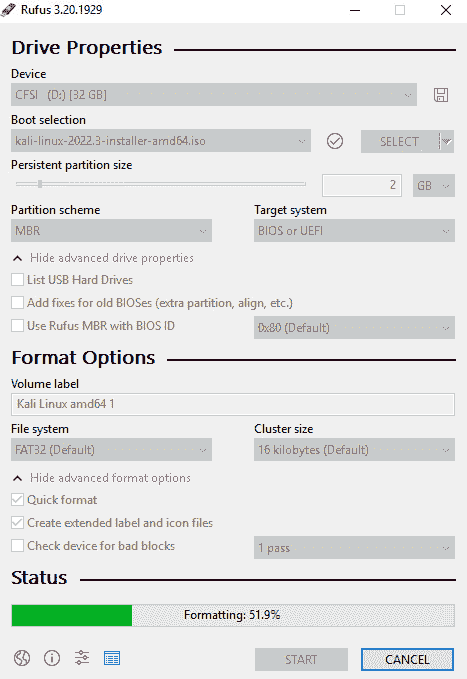 Rufus 3.20.1929
Drive Properties
Device
CFSI (D:) [32 GB]
Boot selection
kali-linux-2022.3-installer-amd64.iso
SELECT
Persistent partition size
2 GB
Partition scheme Target system
MBR BIOS or UEFI
Hide advanced drive properties
List USB Hard Drives
Add fixes for old BIOSes (extra partition, align, etc.)
Use Rufus MBR with BIOS ID 0x80 (Default)
Format Options
Volume label
Kali Linux amd64 1
File system Cluster size
FAT32 (Default) 16 kilobytes (Default)
Hide advanced format options
Quick format
Create extended label and icon files
Check device for bad blocks 1 pass
Status
Formatting: 51.9%
START CANCEL